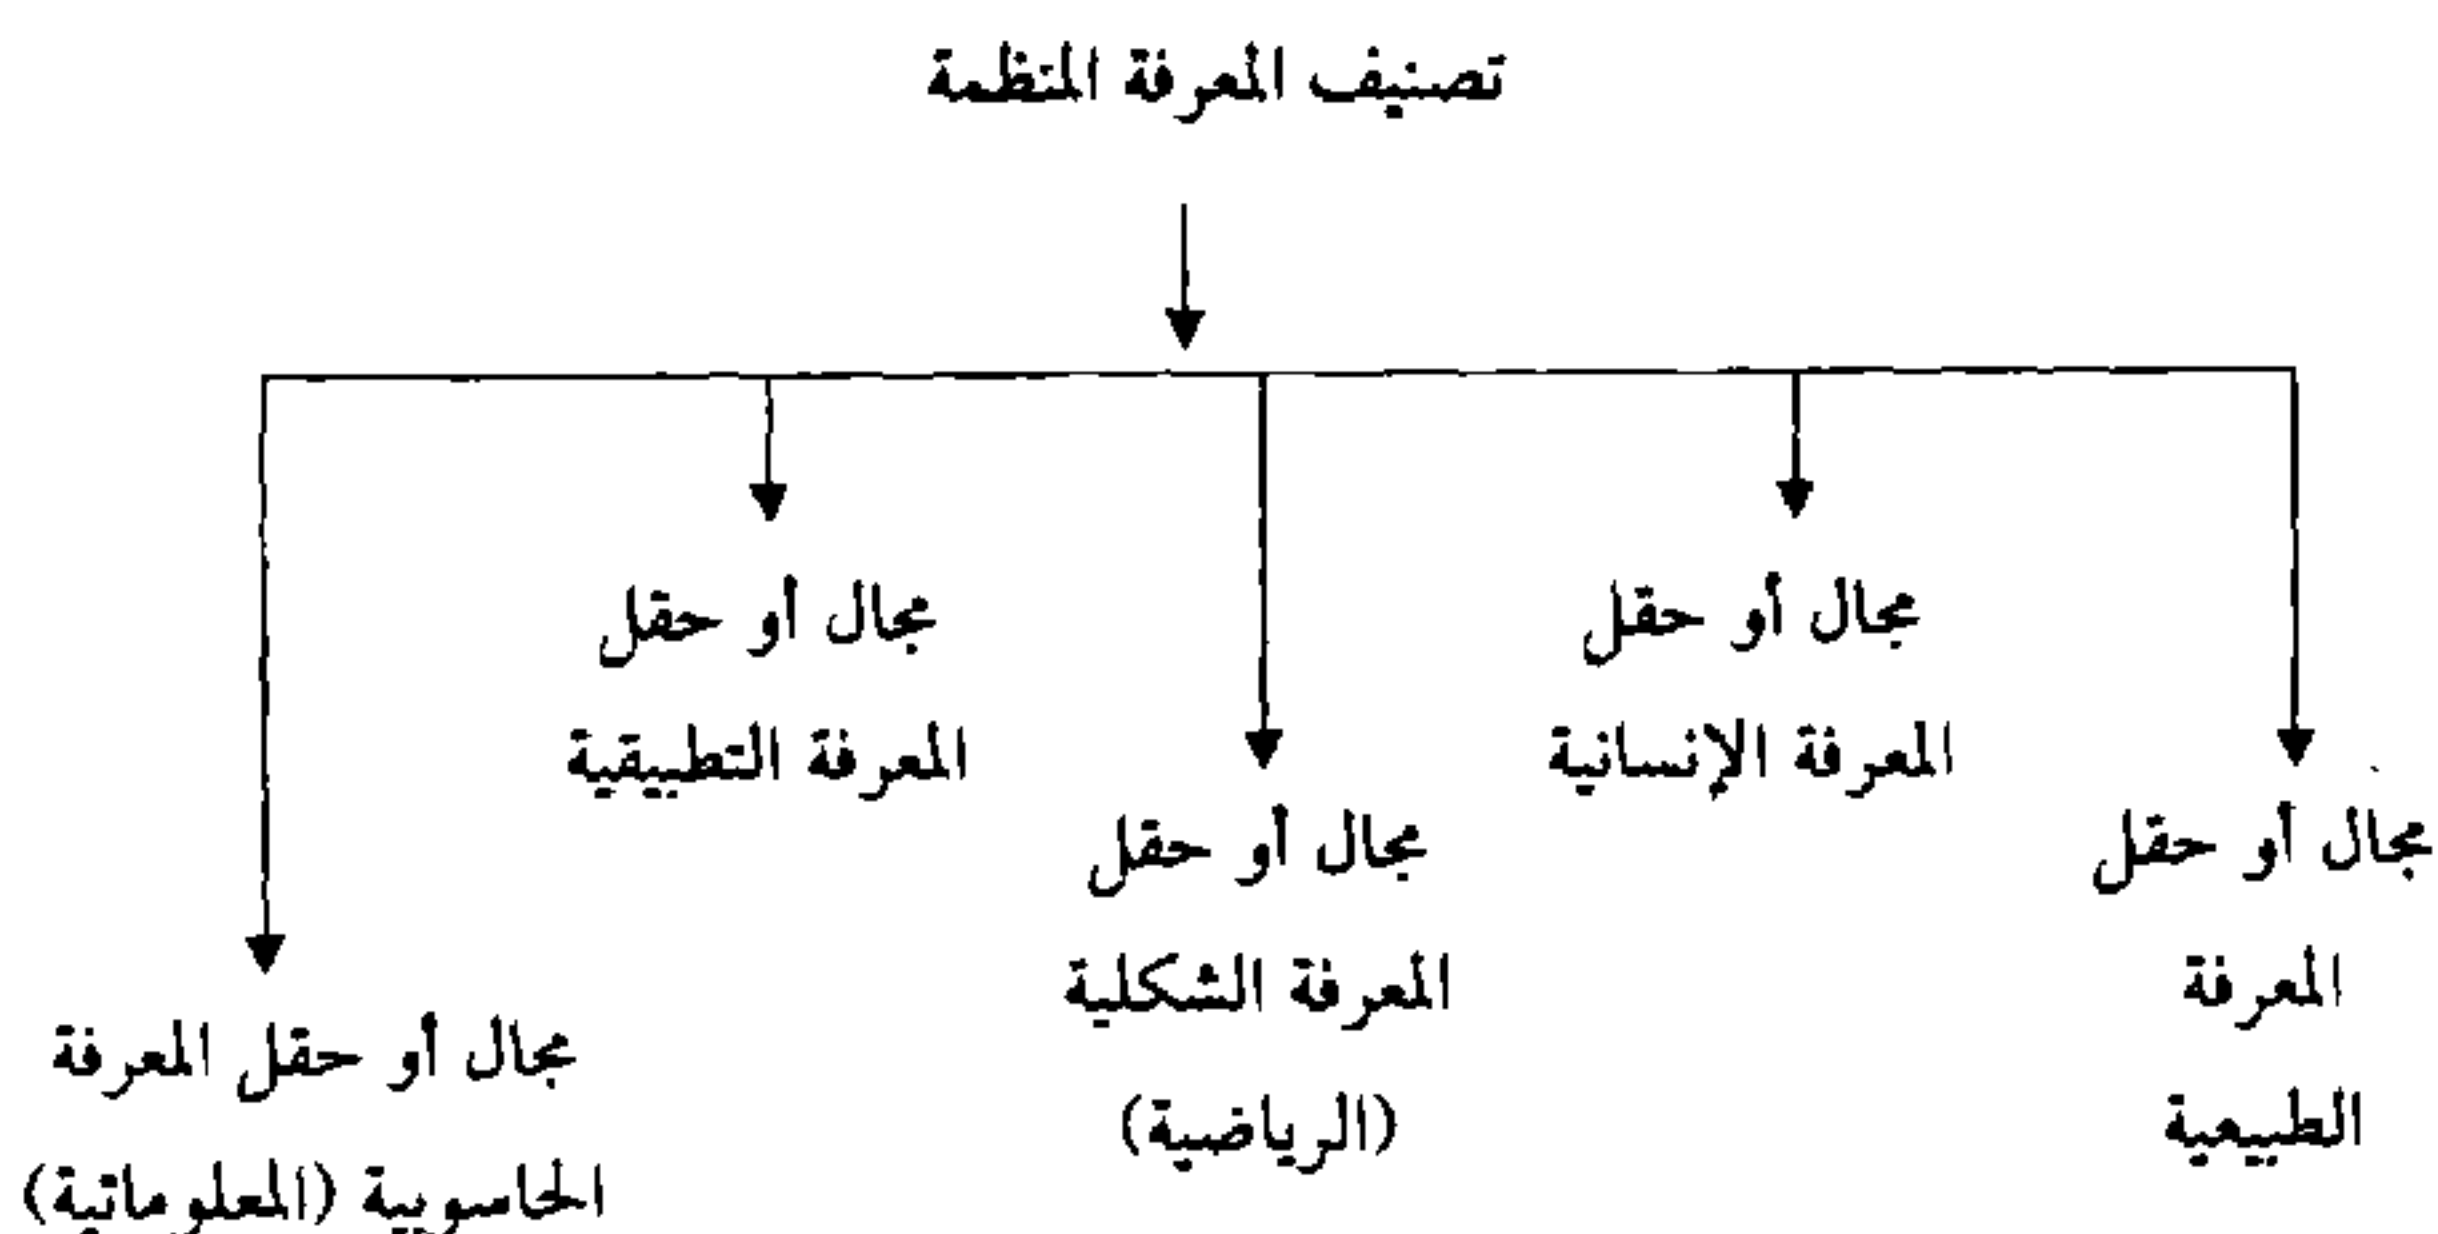 تصنيف المعرفة المنظمة
مجال أو حقل
المعرفة
الطبيعية
مجال أو حقل
المعرفة الإنسانية
مجال أو حقل
المعرفة الشكلية
(الرياضية)
مجال أو حقل
المعرفة التطبيقية
مجال أو حقل المعرفة
الحاسوبية (المعلوماتية)